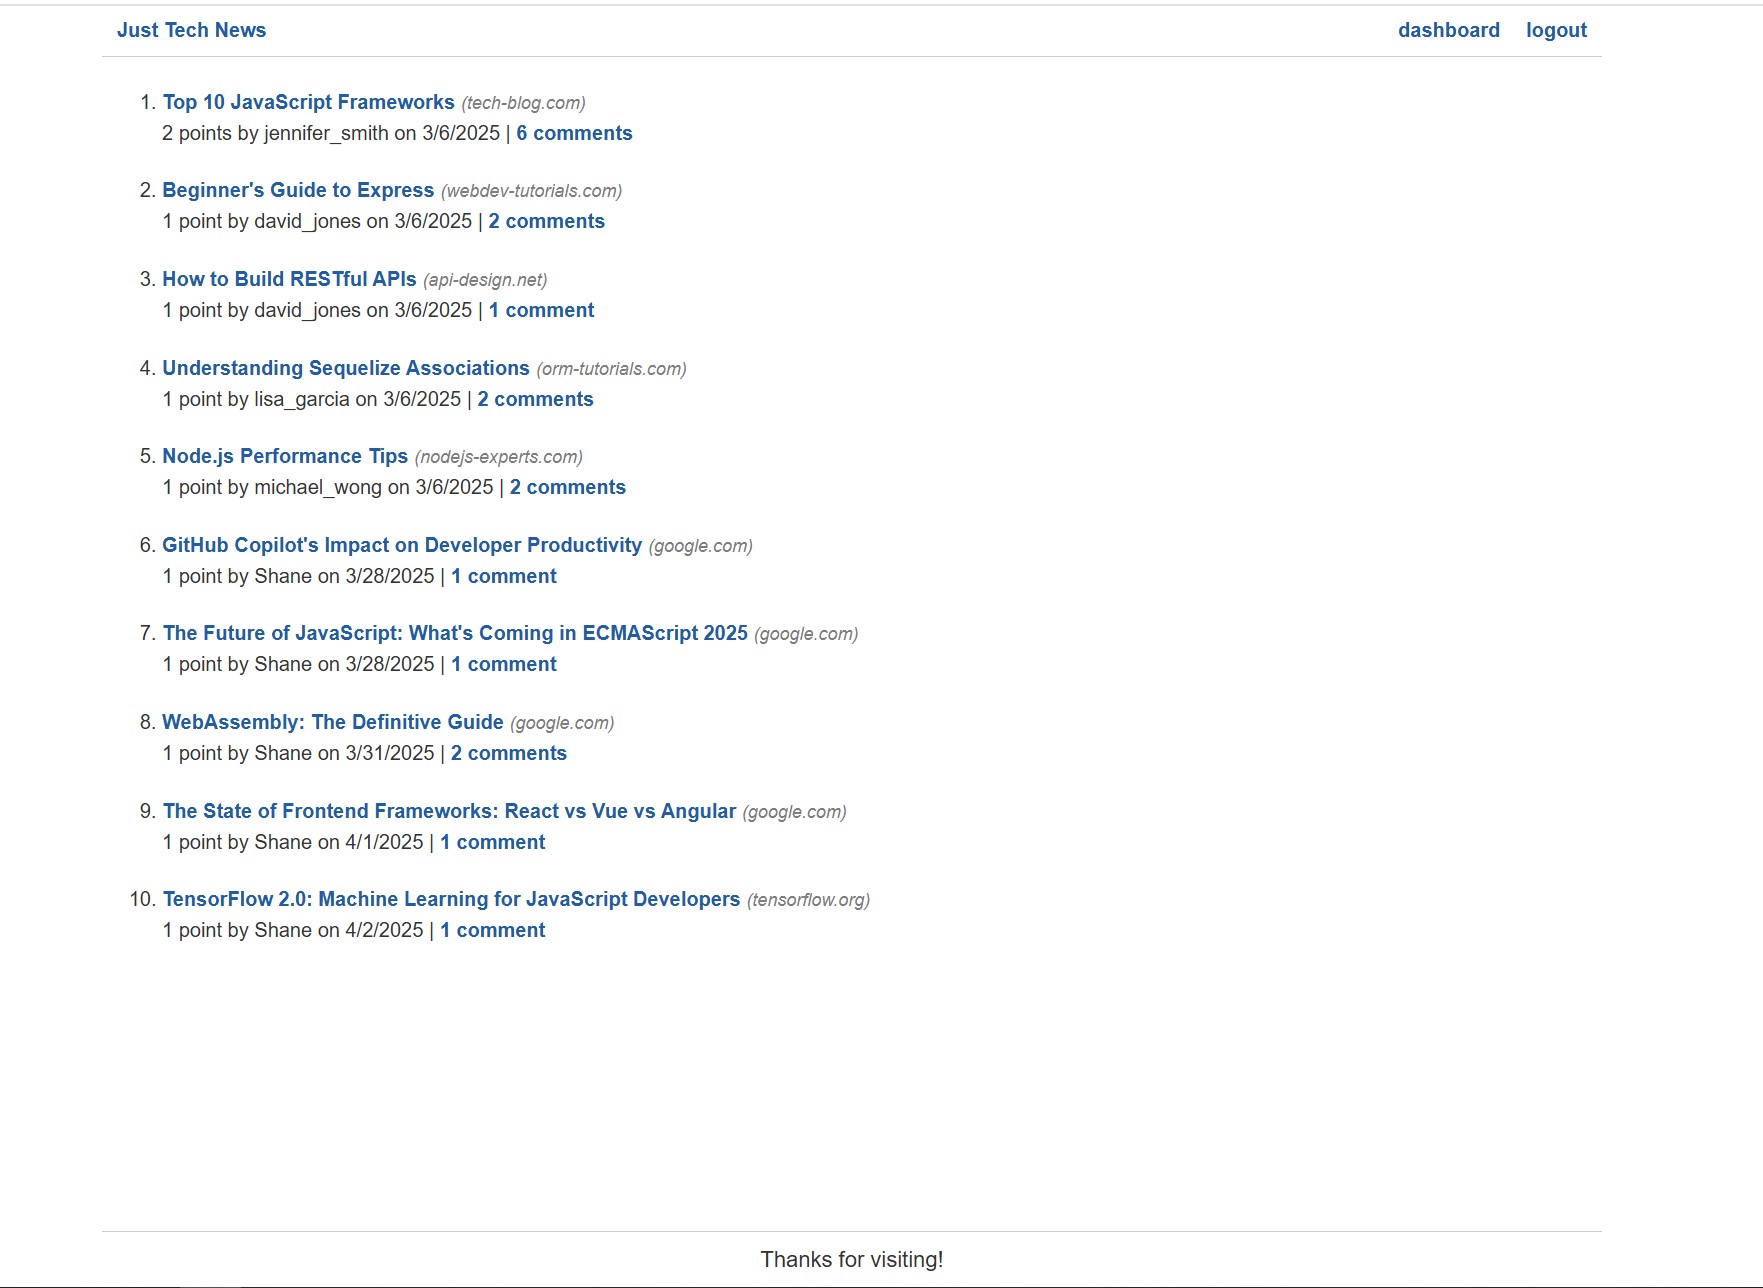 Just Tech News dashboard logout
1. Top 10 JavaScript Frameworks (tech-blog.com)
2 points by jennifer_smith on 3/6/2025 | 6 comments
2. Beginner's Guide to Express (webdev-tutorials.com)
1 point by david_jones on 3/6/2025 | 2 comments
3. How to Build RESTful APIs (api-design.net)
1 point by david_jones on 3/6/2025 | 1 comment
4. Understanding Sequelize Associations (orm-tutorials.com)
1 point by lisa_garcia on 3/6/2025 | 2 comments
5. Node.js Performance Tips (nodejs-experts.com)
1 point by michael_wong on 3/6/2025 | 2 comments
6. GitHub Copilot's Impact on Developer Productivity (google.com)
1 point by Shane on 3/28/2025 | 1 comment
7. The Future of JavaScript: What's Coming in ECMAScript 2025 (google.com)
1 point by Shane on 3/28/2025 | 1 comment
8. WebAssembly: The Definitive Guide (google.com)
1 point by Shane on 3/31/2025 | 2 comments
9. The State of Frontend Frameworks: React vs Vue vs Angular (google.com)
1 point by Shane on 4/1/2025 | 1 comment
10. TensorFlow 2.0: Machine Learning for JavaScript Developers (tensorflow.org)
1 point by Shane on 4/2/2025 | 1 comment
Thanks for visiting!